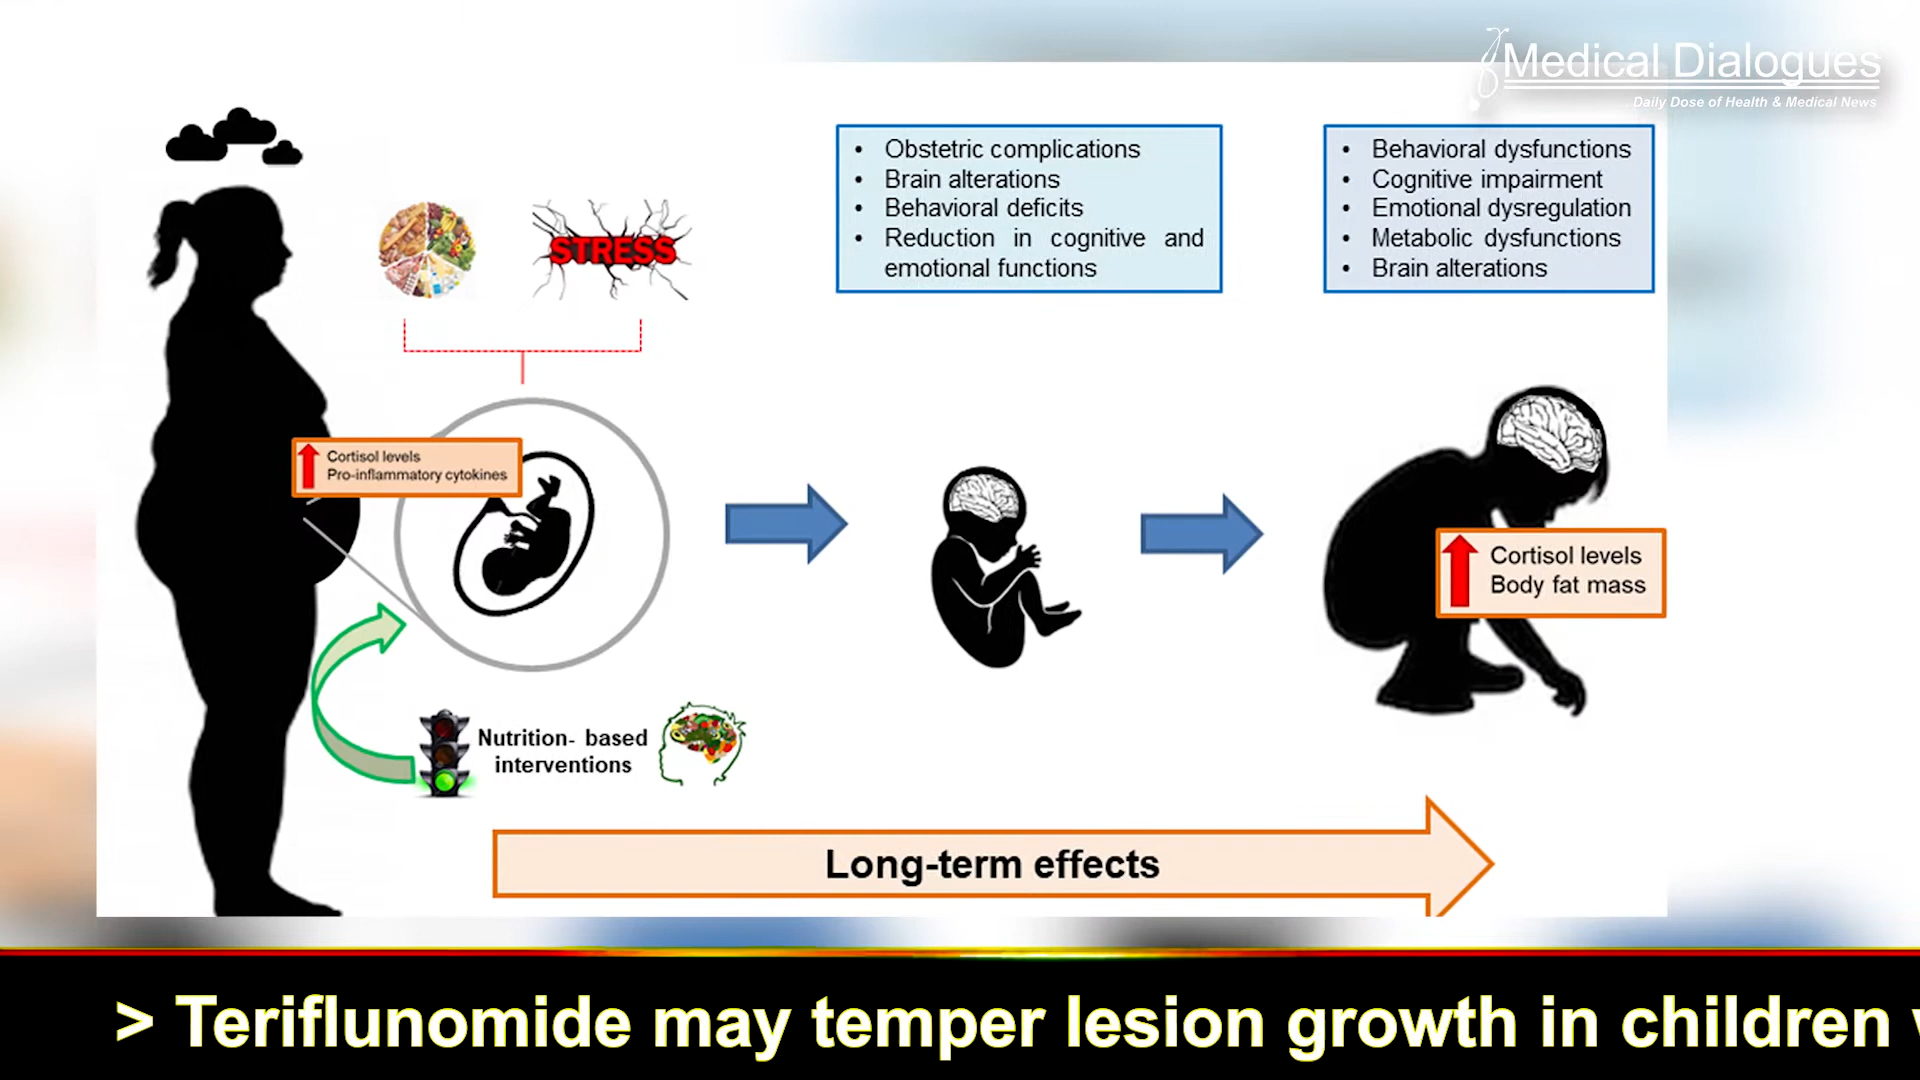 Medical Dialogues
Daily Dose of Health & Medical News
• Obstetric complications
• Brain alterations
• Behavioral deficits
• Reduction in cognitive and
emotional functions
• Behavioral dysfunctions
• Cognitive impairment
• Emotional dysregulation
• Metabolic dysfunctions
• Brain alterations
STRESS
Cortisol levels
Pro-inflammatory cytokines
Cortisol levels
Body fat mass
Nutrition- based
interventions
Long-term effects
> Teriflunomide may temper lesion growth in children